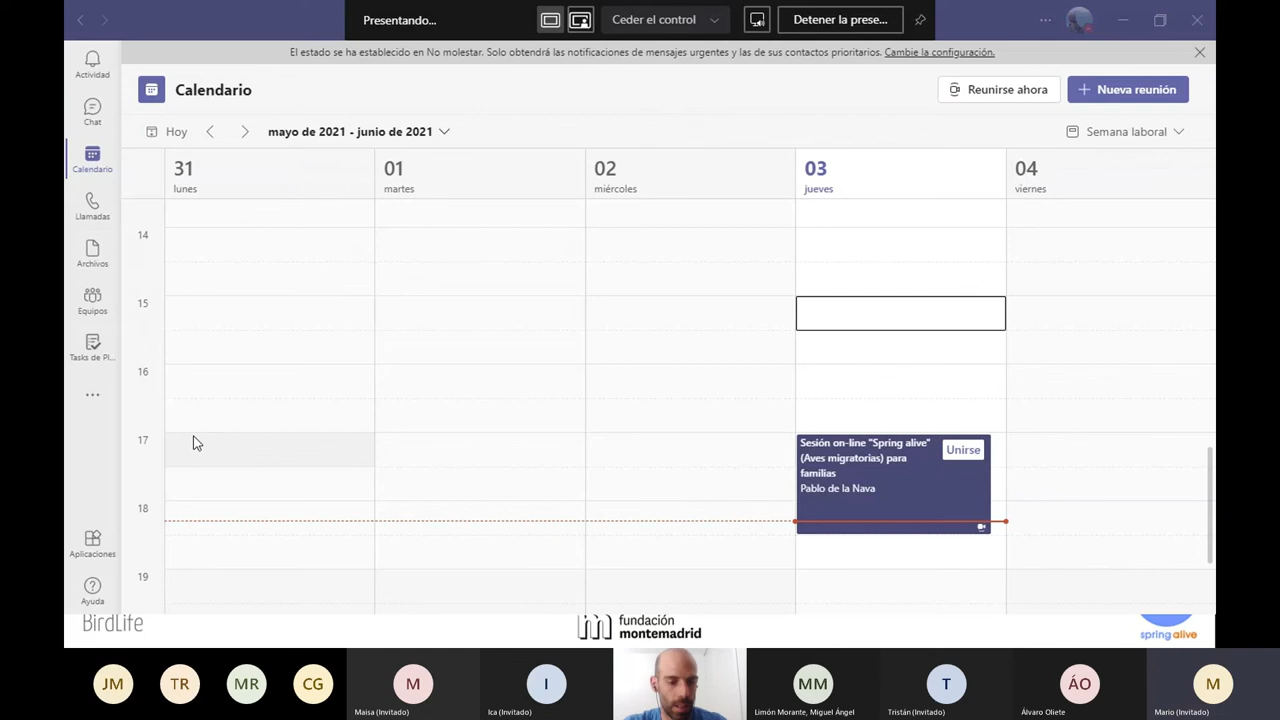 Presentando...
Ceder el control
Detener la prese...
El estado se ha establecido en No molestar. Solo obtendrá las notificaciones de mensajes urgentes y las de sus contactos prioritarios. Cambie la configuración.
Actividad
Chat
Calendario
Llamadas
Archivos
Equipos
Tasks de Pl...
Aplicaciones
Ayuda
Calendario
Reunirse ahora
Nueva reunión
Hoy
mayo de 2021 - junio de 2021
Semana laboral
31
lunes
01
martes
02
miércoles
03
jueves
04
viernes
14
15
16
17
18
19
Sesión on-line "Spring alive"
(Aves migratorias) para
familias
Pablo de la Nava
Unirse
BirdLife
fundación
montemadrid
spring alive
JM
TR
MR
CG
M
Maisa (Invitado)
I
Ica (Invitado)
MM
Limón Morante, Miguel Ángel
T
Tristán (Invitado)
ÁO
Álvaro Oliete
M
Mario (Invitado)